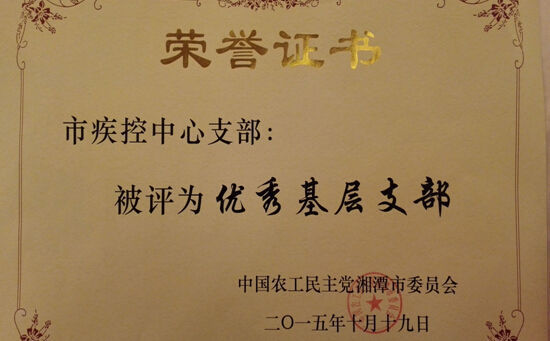 荣誉证书
市疾控中心支部:
被评为优秀基层支部
中国农工民主党湘潭市委员会
二〇一五年十月十九日